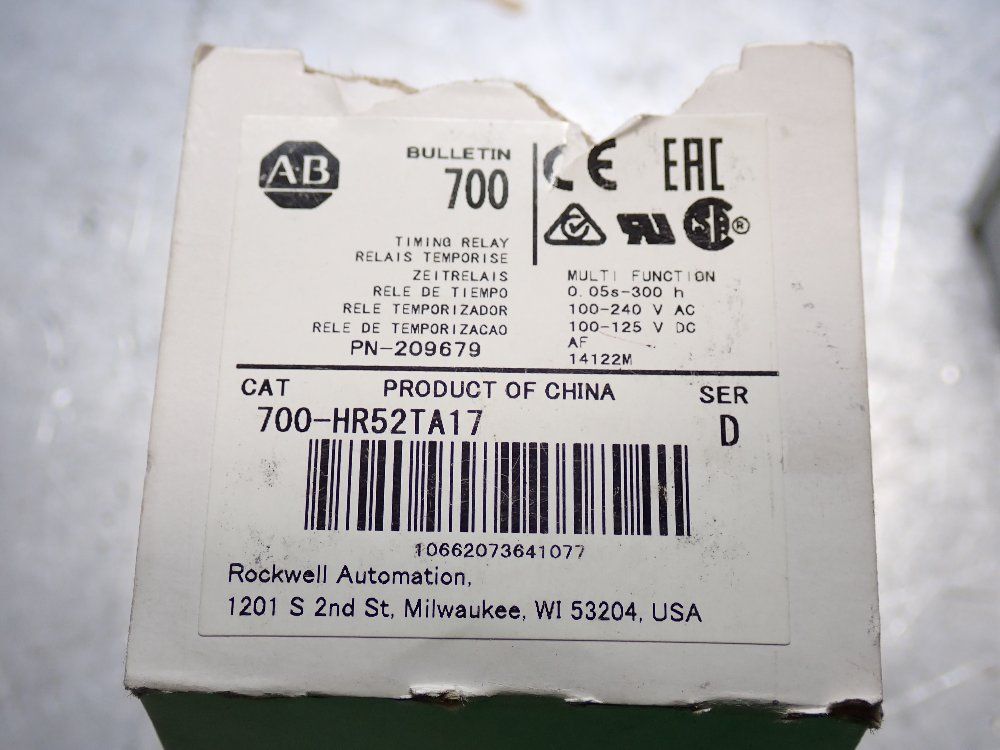 AB
BULLETIN
700
TIMING RELAY
RELAIS TEMPORISE
ZEITRELAIS
RELE DE TIEMPO
RELE TEMPORIZADOR
RELE DE TEMPORIZACAO
PN-209679
CE EAC
RU SA ®
MULTI FUNCTION
0.05s-300 h
100-240 V AC
100-125 V DC
AF
14122M
CAT PRODUCT OF CHINA SER
700-HR52TA17 D
10662073641077
Rockwell Automation,
1201 S 2nd St, Milwaukee, WI 53204, USA